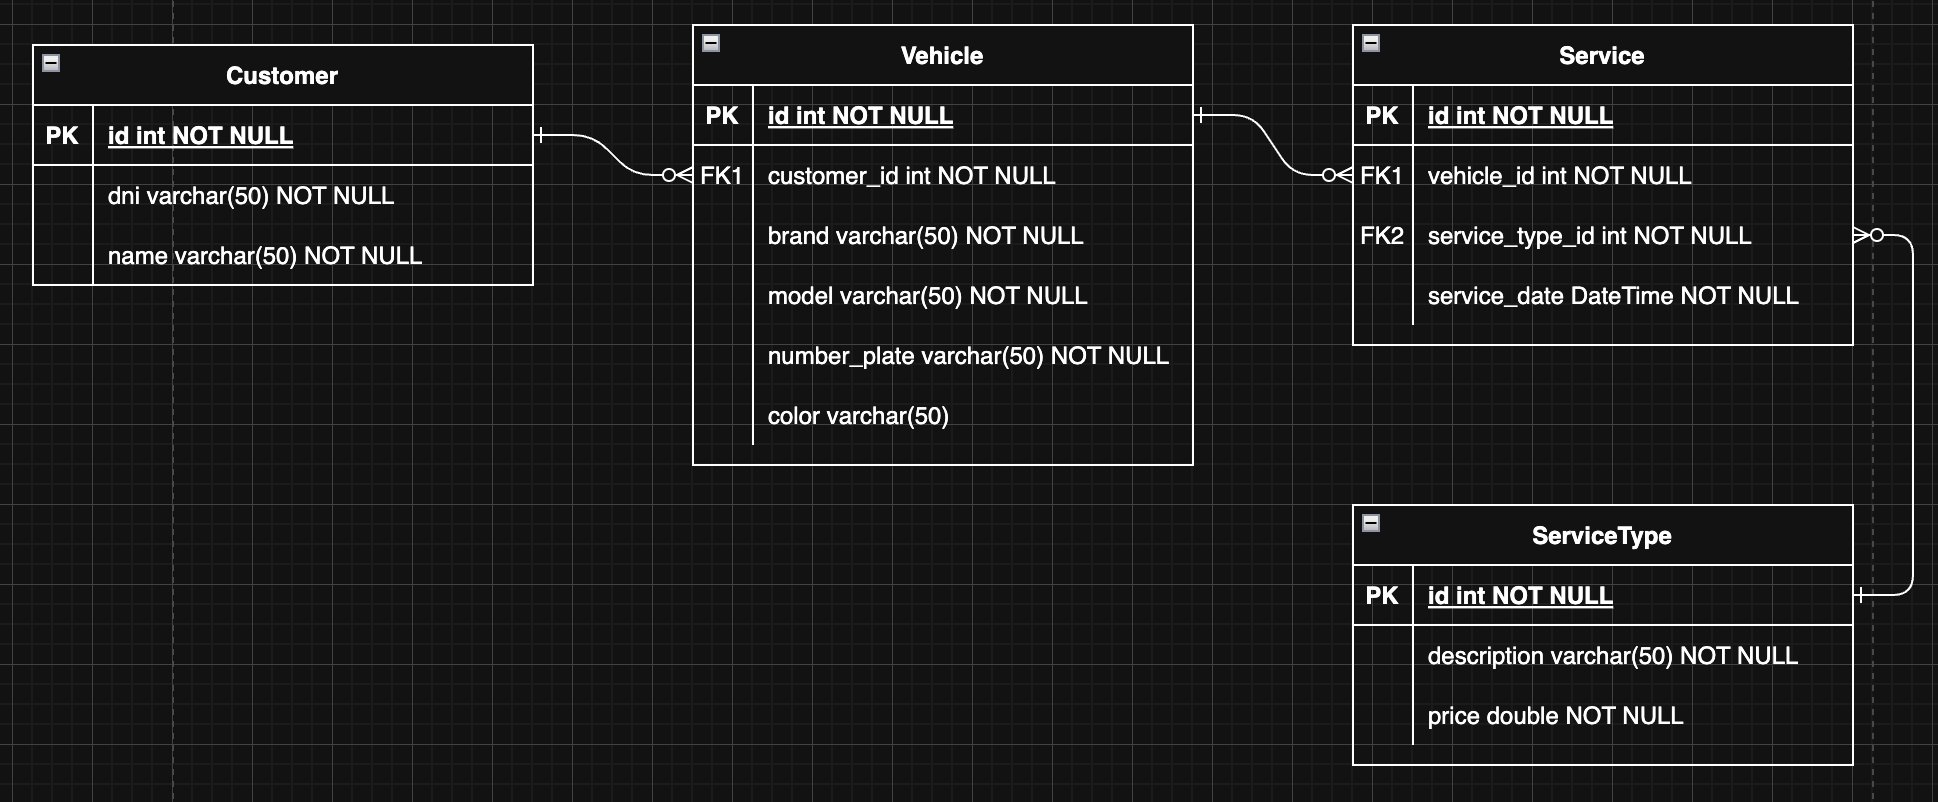 Customer
PK id int NOT NULL
dni varchar(50) NOT NULL
name varchar(50) NOT NULL
Vehicle
PK id int NOT NULL
FK1 customer_id int NOT NULL
brand varchar(50) NOT NULL
model varchar(50) NOT NULL
number_plate varchar(50) NOT NULL
color varchar(50)
Service
PK id int NOT NULL
FK1 vehicle_id int NOT NULL
FK2 service_type_id int NOT NULL
service_date DateTime NOT NULL
ServiceType
PK id int NOT NULL
description varchar(50) NOT NULL
price double NOT NULL